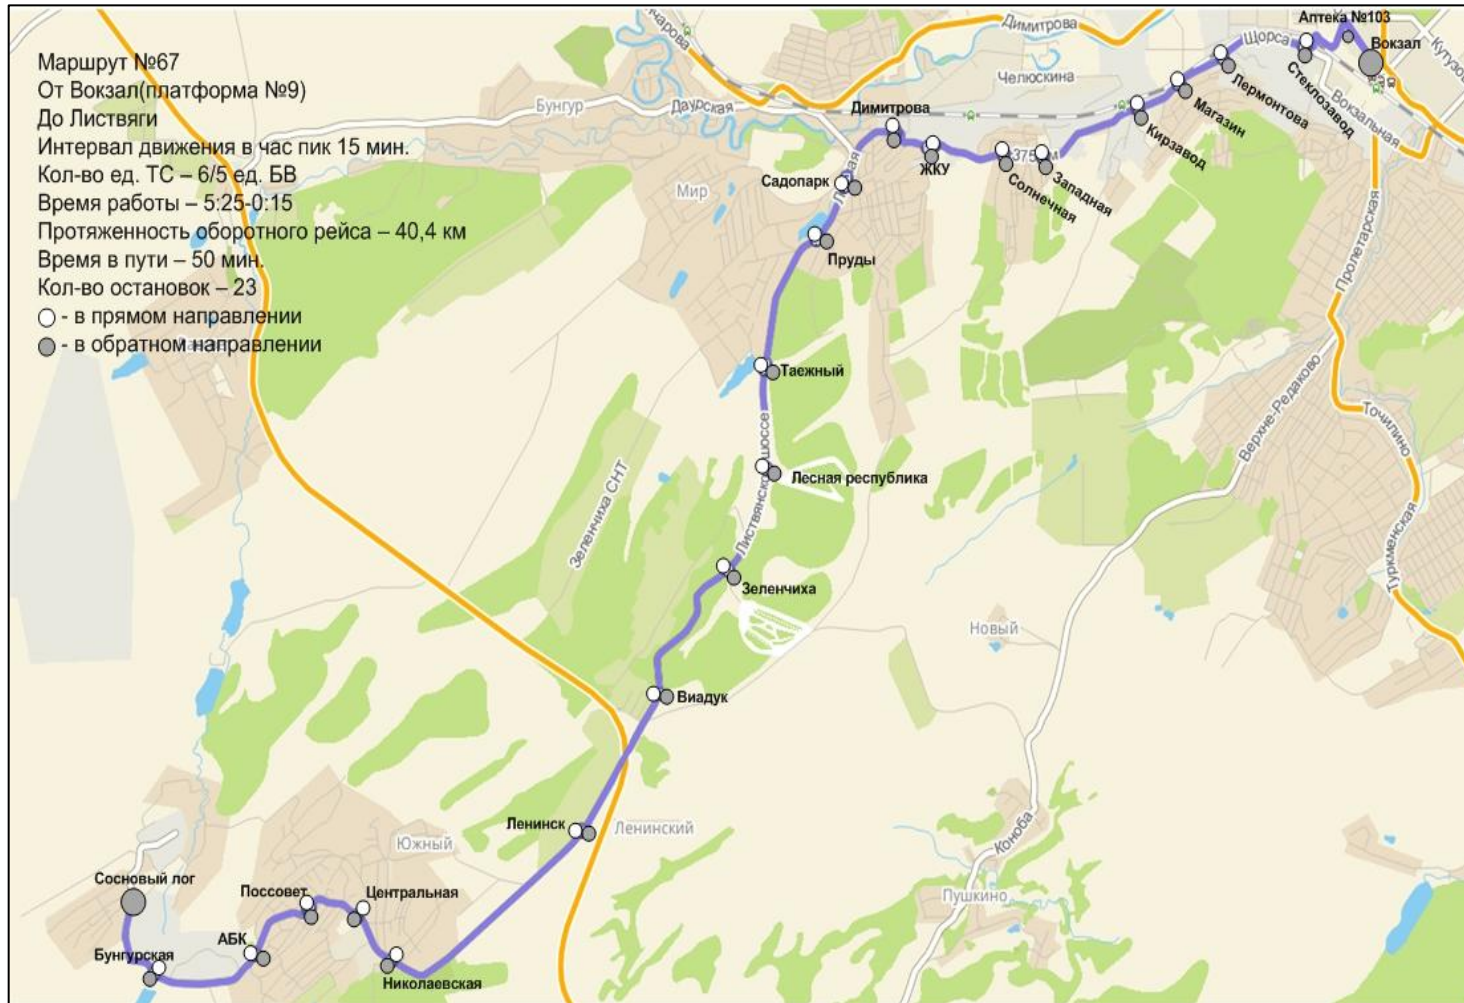 Маршрут №67
От Вокзал(платформа №9)
До Листвяги
Интервал движения в час пик 15 мин.
Кол-во ед. ТС – 6/5 ед. БВ
Время работы – 5:25-0:15
Протяженность оборотного рейса – 40,4 км
Время в пути – 50 мин.
Кол-во остановок – 23
- в прямом направлении
- в обратном направлении
Аптека №103
Димитрова
Вокзал
Щорса
Челюскина
Стеклозавод
Вокзальная
Лермонтова
Магазин
Кирзавод
Бунгур
Даурская
Димитрова
ЖКУ
Солнечная
Западная
Садопарк
Мир
Пруды
Пролетарская
Таежный
Верхне-Редаково
Точилино
Туркменская
Лесная республика
Зеленчиха СНТ
Зеленчиха
Новый
Виадук
Ленинск
Ленинский
Южный
Коноба
Пушкино
Сосновый лог
Поссовет
Центральная
АБК
Бунгурская
Николаевская